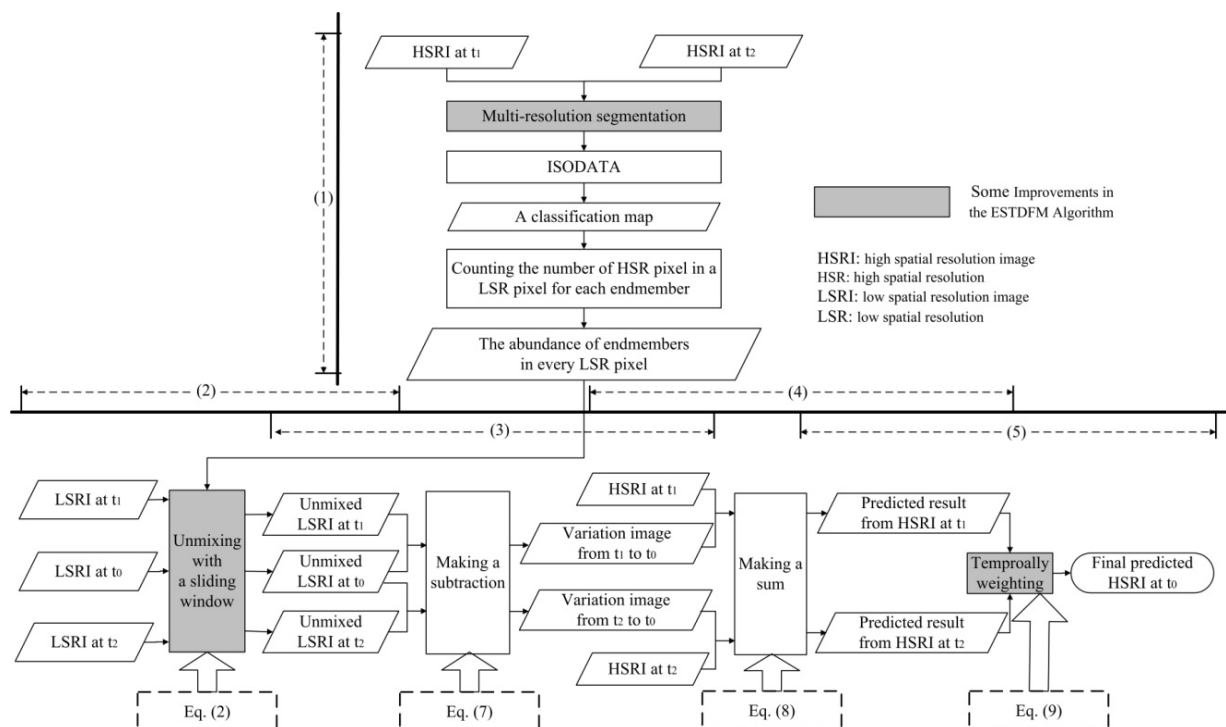 HSRI at t1
HSRI at t2
Multi-resolution segmentation
ISODATA
A classification map
Counting the number of HSR pixel in a
LSR pixel for each endmember
The abundance of endmembers
in every LSR pixel
(1)
Some Improvements in
the ESTDFM Algorithm
HSRI: high spatial resolution image
HSR: high spatial resolution
LSRI: low spatial resolution image
LSR: low spatial resolution
(2)
(4)
(3)
(5)
LSRI at t1
LSRI at t0
LSRI at t2
Unmixing
with
a sliding
window
Unmixed
LSRI at t1
Unmixed
LSRI at t0
Unmixed
LSRI at t2
Making a
subtraction
HSRI at t1
Variation image
from t1 to t0
Variation image
from t2 to t0
HSRI at t2
Making a
sum
Predicted result
from HSRI at t1
Predicted result
from HSRI at t2
Temproally
weighting
Final predicted
HSRI at t0
Eq. (2)
Eq. (7)
Eq. (8)
Eq. (9)